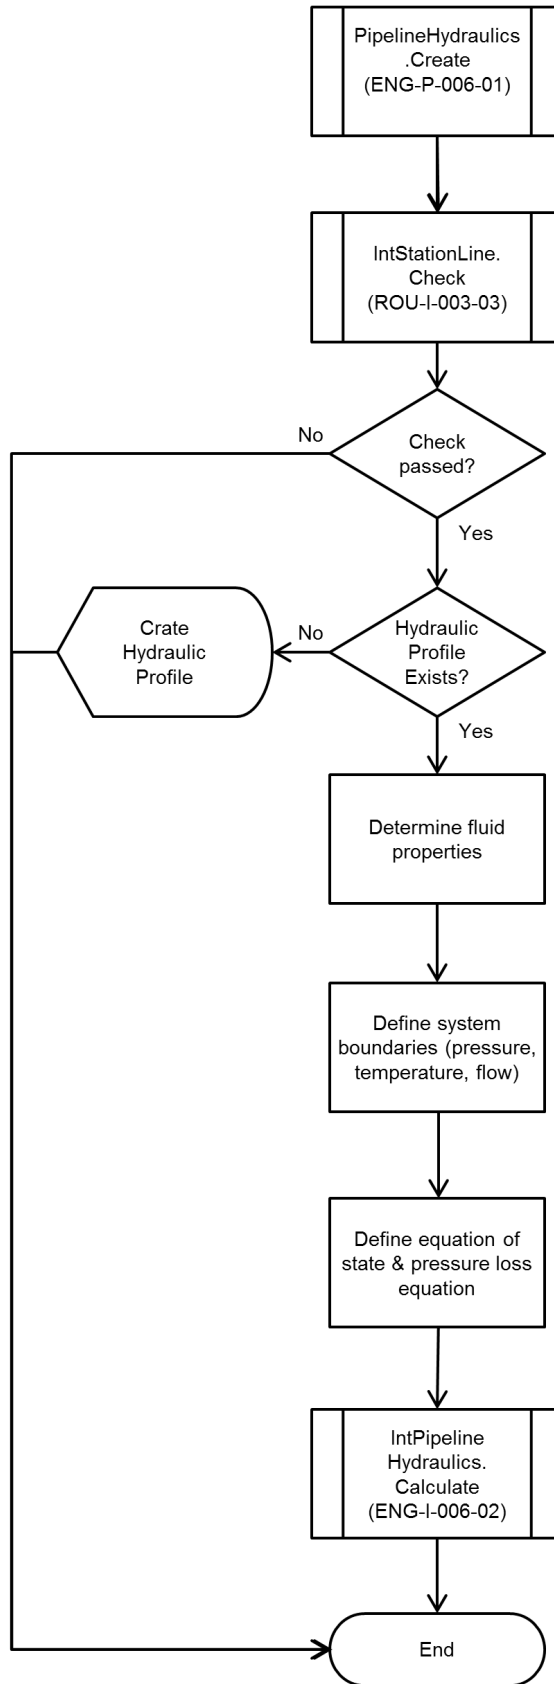 PipelineHydraulics
.Create
(ENG-P-006-01)
IntStationLine.
Check
(ROU-I-003-03)
No
Check
passed?
Yes
Crate
Hydraulic
Profile
No
Hydraulic
Profile
Exists?
Yes
Determine fluid
properties
Define system
boundaries (pressure,
temperature, flow)
Define equation of
state & pressure loss
equation
IntPipeline
Hydraulics.
Calculate
(ENG-I-006-02)
End